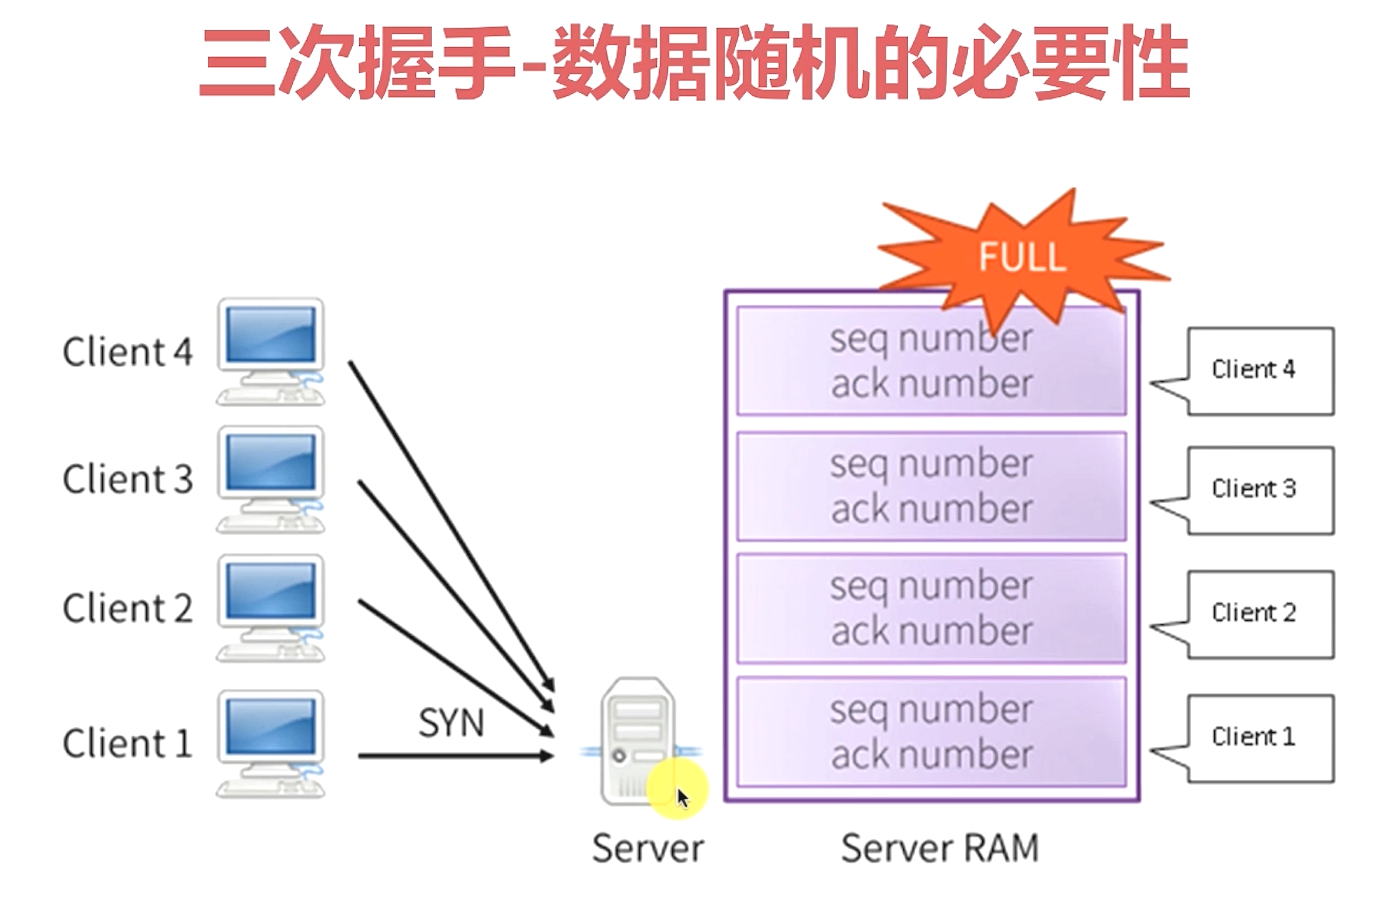 三次握手-数据随机的必要性
FULL
Client 4
seq number
ack number
Client 4
Client 3
seq number
ack number
Client 3
Client 2
seq number
ack number
Client 2
Client 1
SYN
seq number
ack number
Client 1
Server
Server RAM